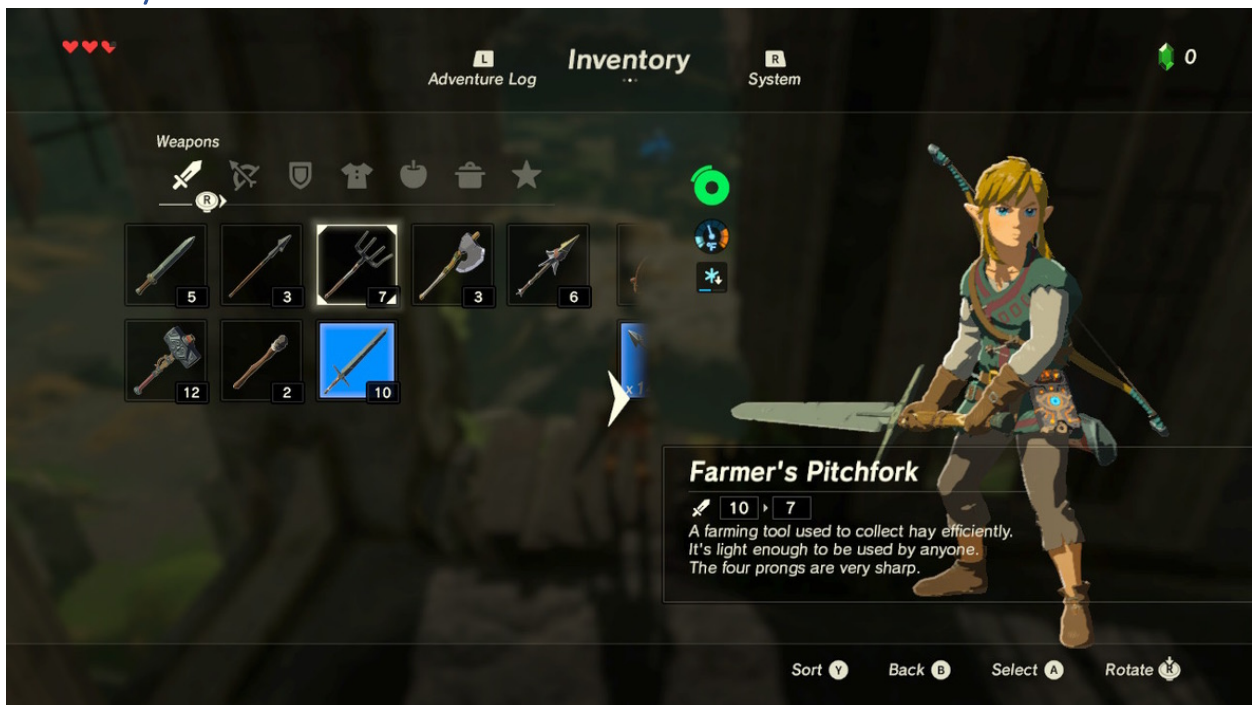 L
Adventure Log
Inventory
R
System
0
Weapons
R
5
3
7
3
6
°F
12
2
10
x1
Farmer's Pitchfork
10 7
A farming tool used to collect hay efficiently.
It's light enough to be used by anyone.
The four prongs are very sharp.
Sort Y
Back B
Select A
Rotate R